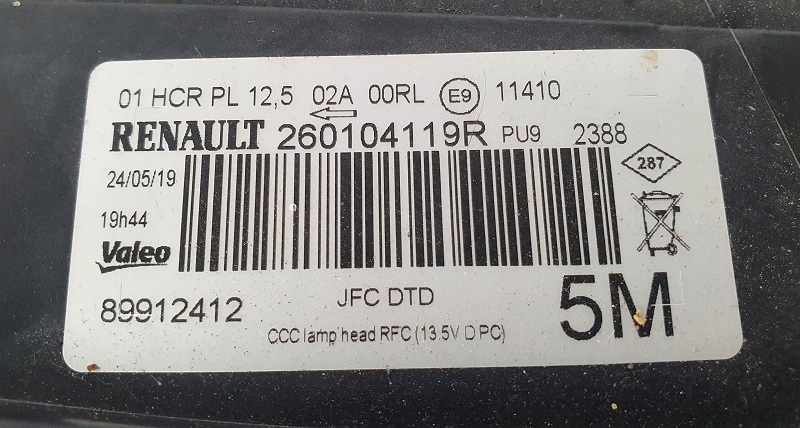 01 HCR PL 12,5 02A 00RL E9 11410
RENAULT 260104119R PU9 2388
24/05/19
287
19h44
Valeo
89912412
JFC DTD
5M
CCC lamp head RFC (13.5V D PC)